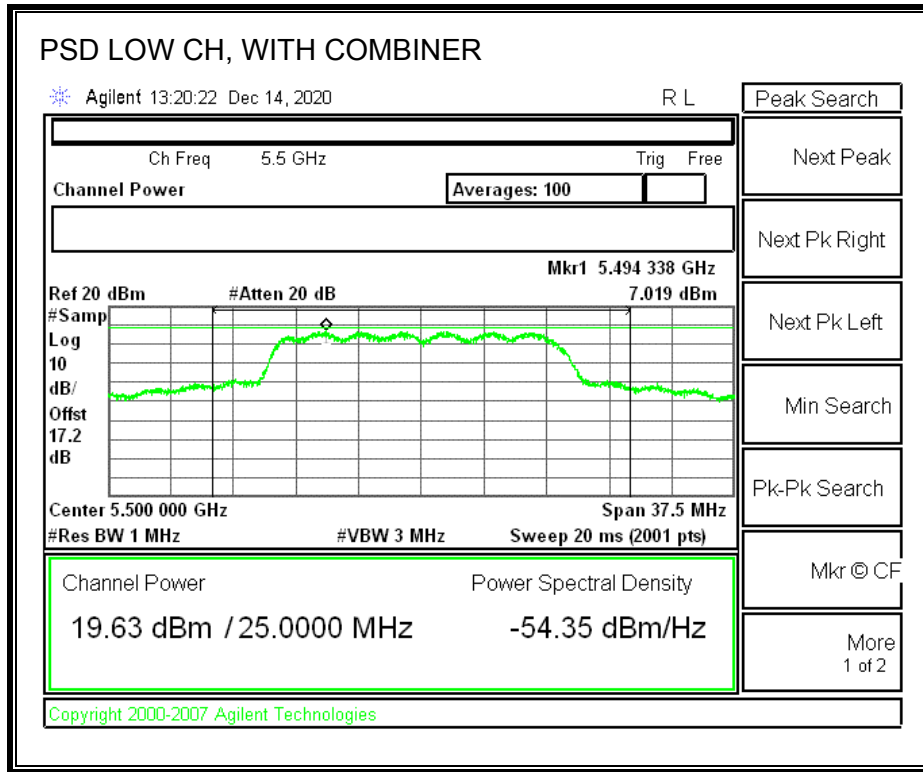 PSD LOW CH, WITH COMBINER
Agilent 13:20:22 Dec 14, 2020 R L
Peak Search
Ch Freq 5.5 GHz Trig Free
Next Peak
Channel Power Averages: 100
Next Pk Right
Mkr1 5.494 338 GHz
Ref 20 dBm #Atten 20 dB 7.019 dBm
#Samp
Log
10
dB/
Offst
17.2
dB
Next Pk Left
Min Search
Pk-Pk Search
Center 5.500 000 GHz Span 37.5 MHz
#Res BW 1 MHz #VBW 3 MHz Sweep 20 ms (2001 pts)
Mkr © CF
Channel Power Power Spectral Density
19.63 dBm / 25.0000 MHz -54.35 dBm/Hz
More
1 of 2
Copyright 2000-2007 Agilent Technologies